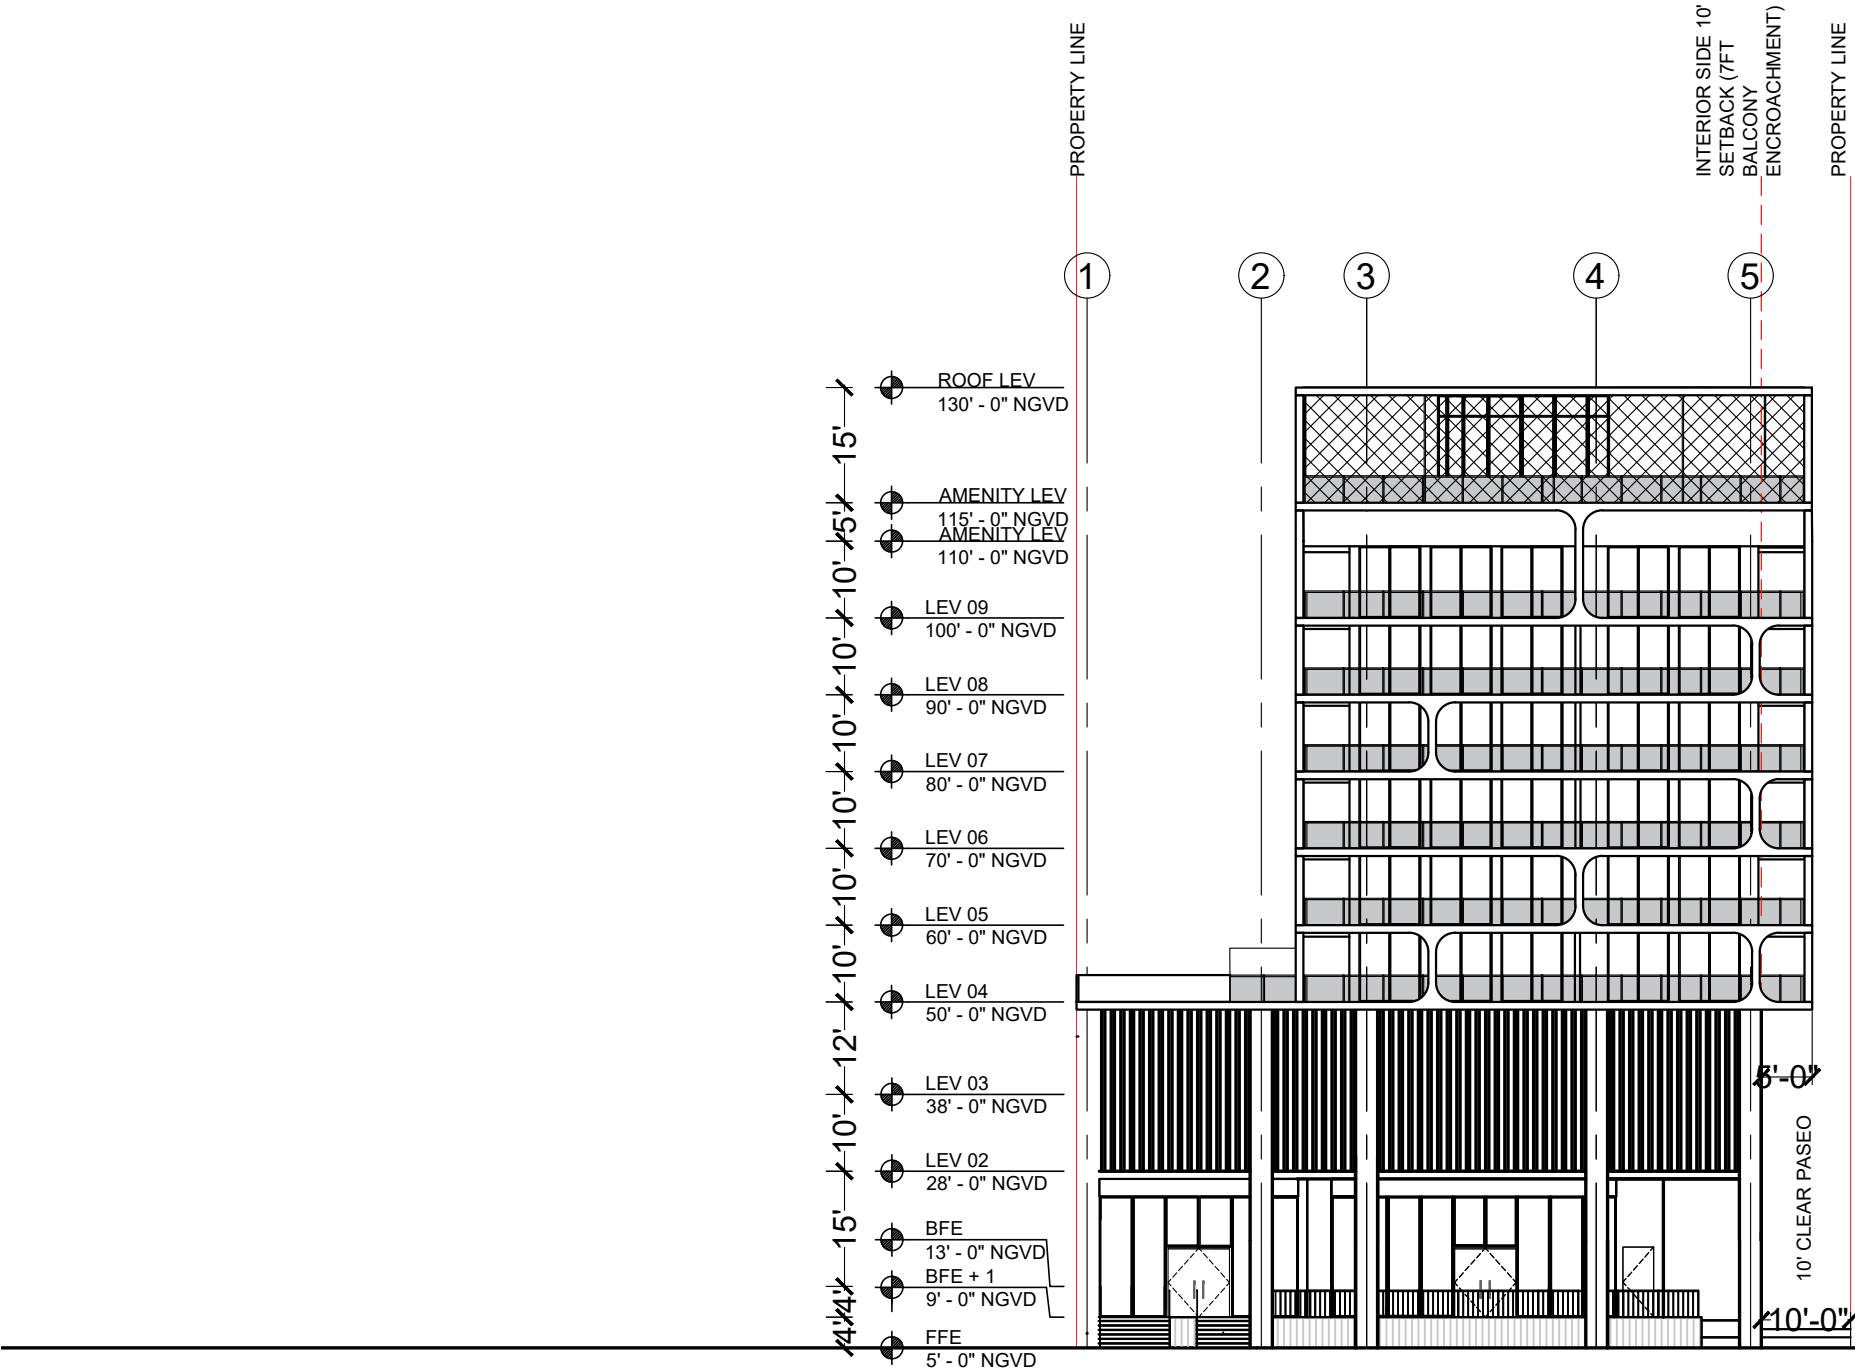 PROPERTY LINE
INTERIOR SIDE 10'
SETBACK (7FT
BALCONY
ENCROACHMENT)
PROPERTY LINE
1
2
3
4
5
ROOF LEV
130' - 0" NGVD
15'
AMENITY LEV
115' - 0" NGVD
5'
AMENITY LEV
110' - 0" NGVD
10'
LEV 09
100' - 0" NGVD
10'
LEV 08
90' - 0" NGVD
10'
LEV 07
80' - 0" NGVD
10'
LEV 06
70' - 0" NGVD
10'
LEV 05
60' - 0" NGVD
10'
LEV 04
50' - 0" NGVD
12'
LEV 03
38' - 0" NGVD
10'
LEV 02
28' - 0" NGVD
15'
BFE
13' - 0" NGVD
BFE + 1
9' - 0" NGVD
4'
4'
FFE
5' - 0" NGVD
5'-0"
10' CLEAR PASEO
10'-0"